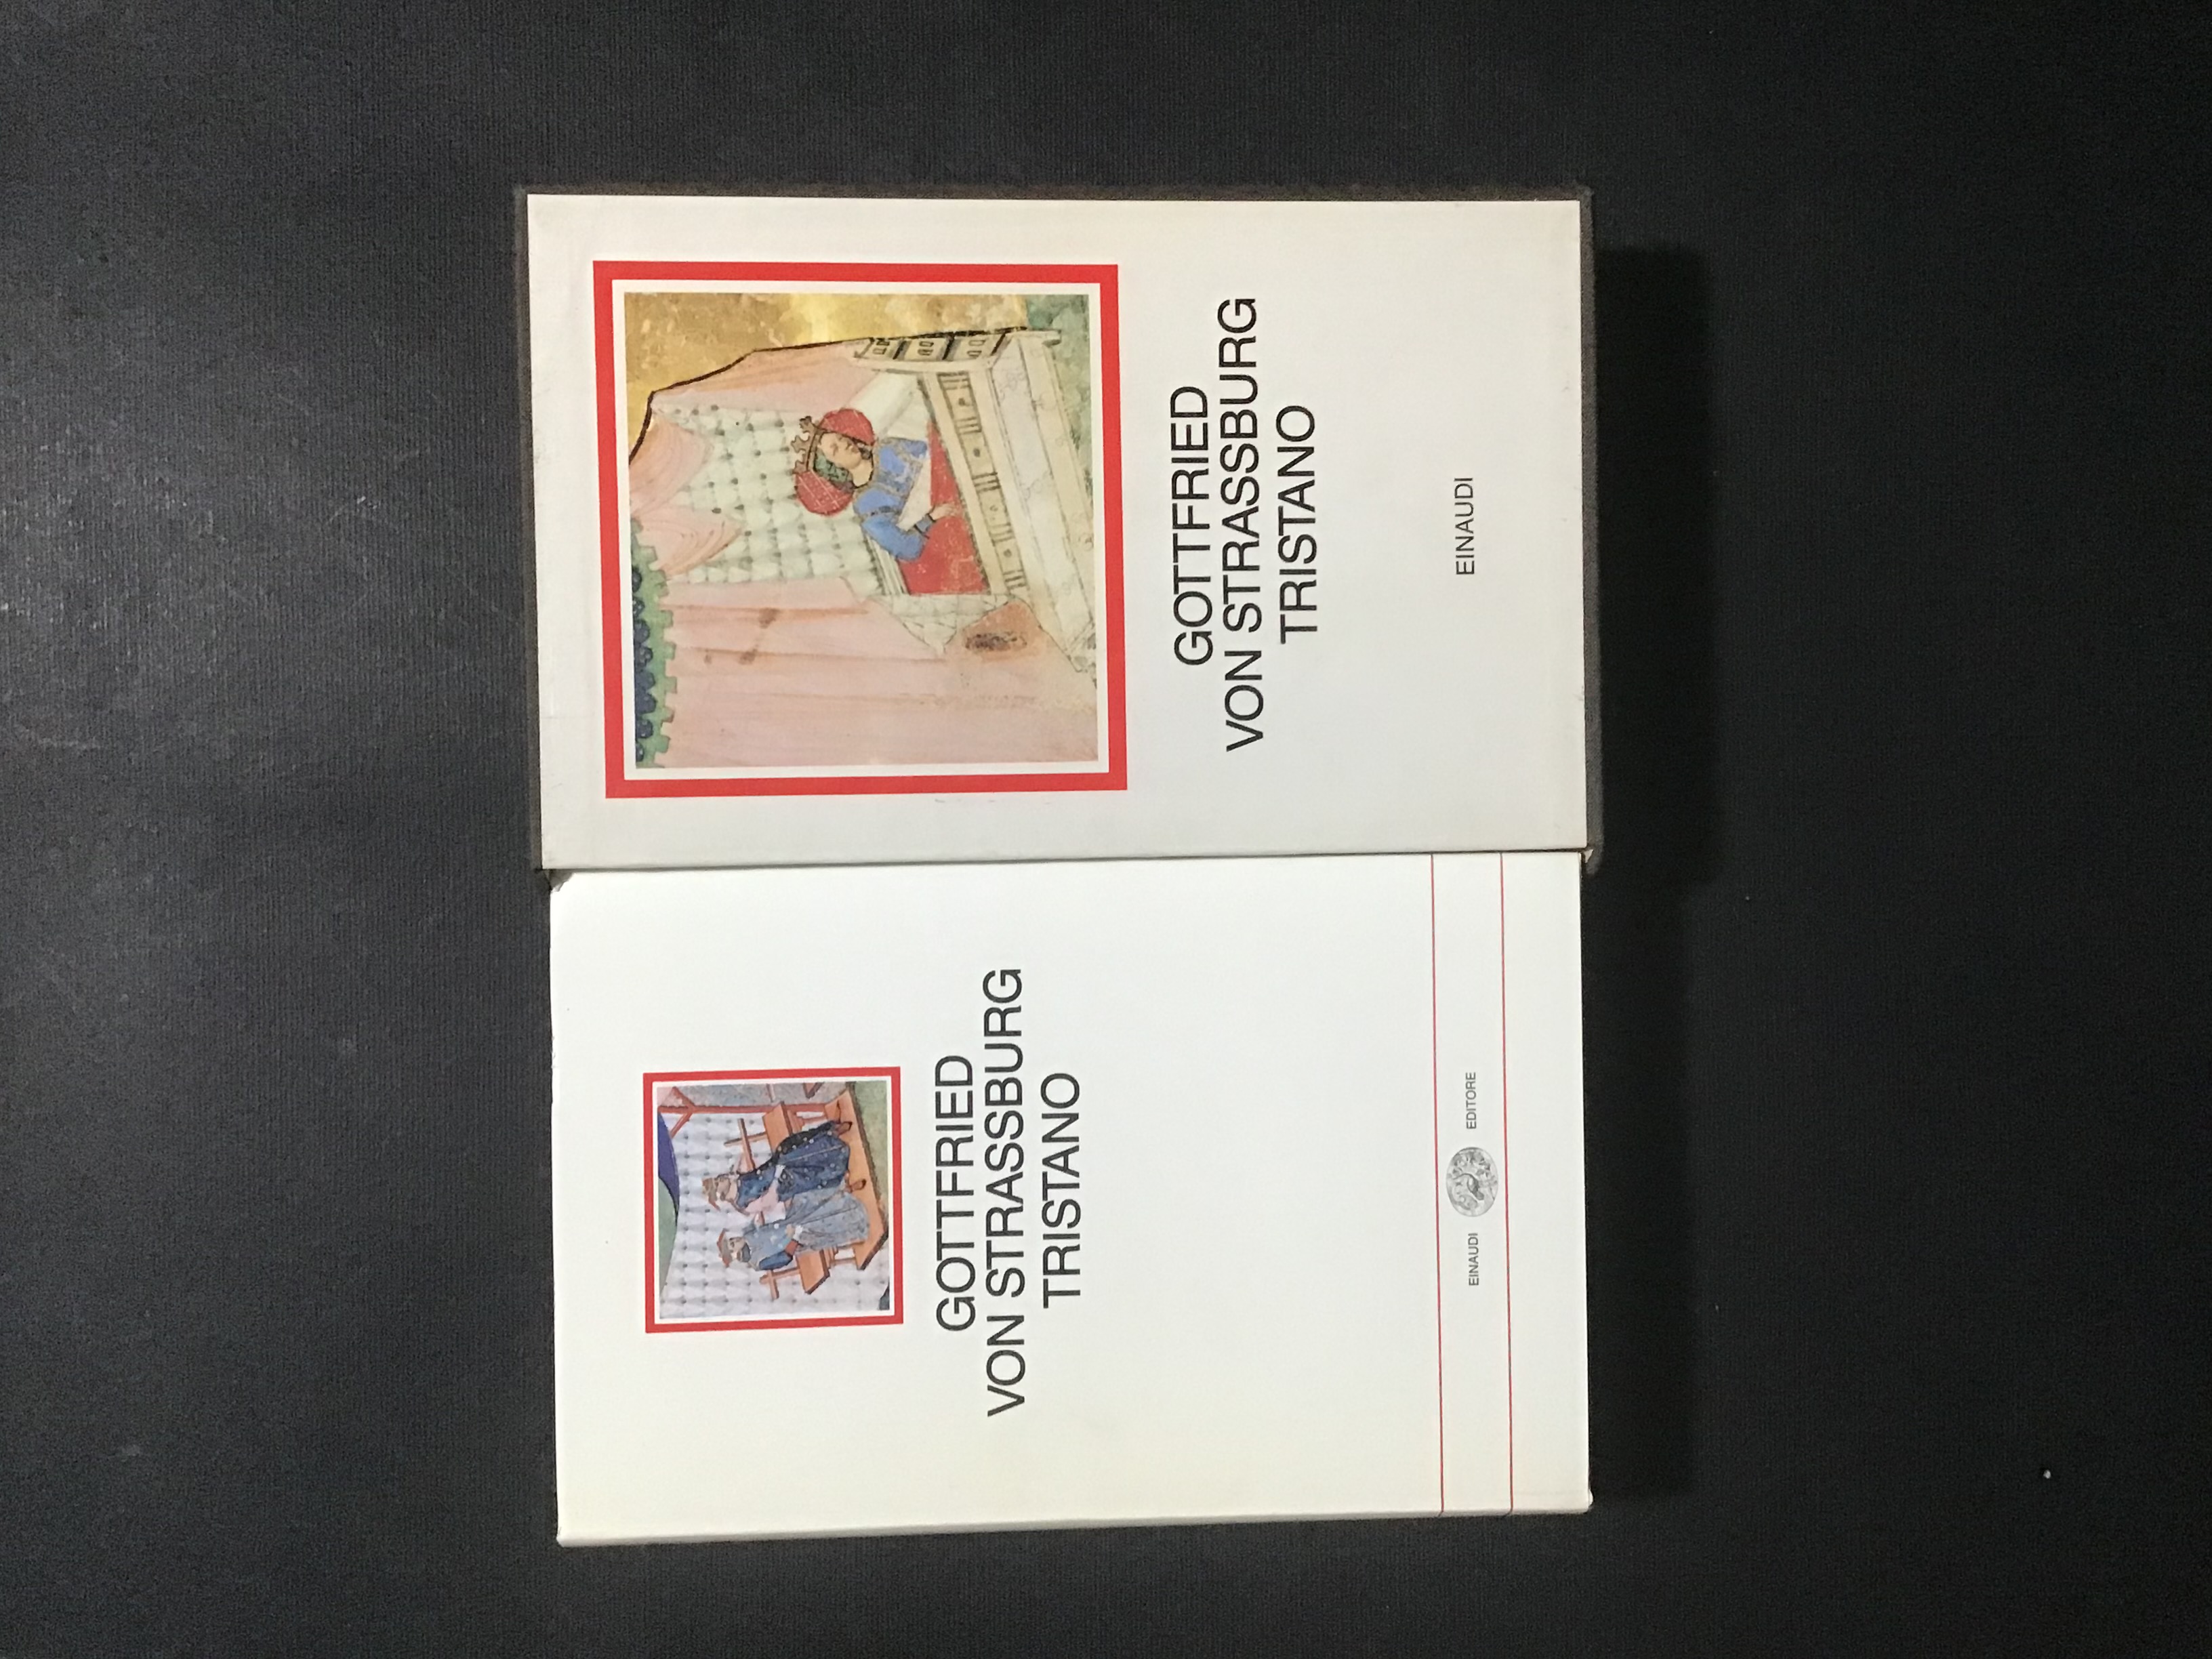 GOTTFRIED
VON STRASSBURG
TRISTANO
EINAUDI EDITORE
GOTTFRIED
VON STRASSBURG
TRISTANO
EINAUDI